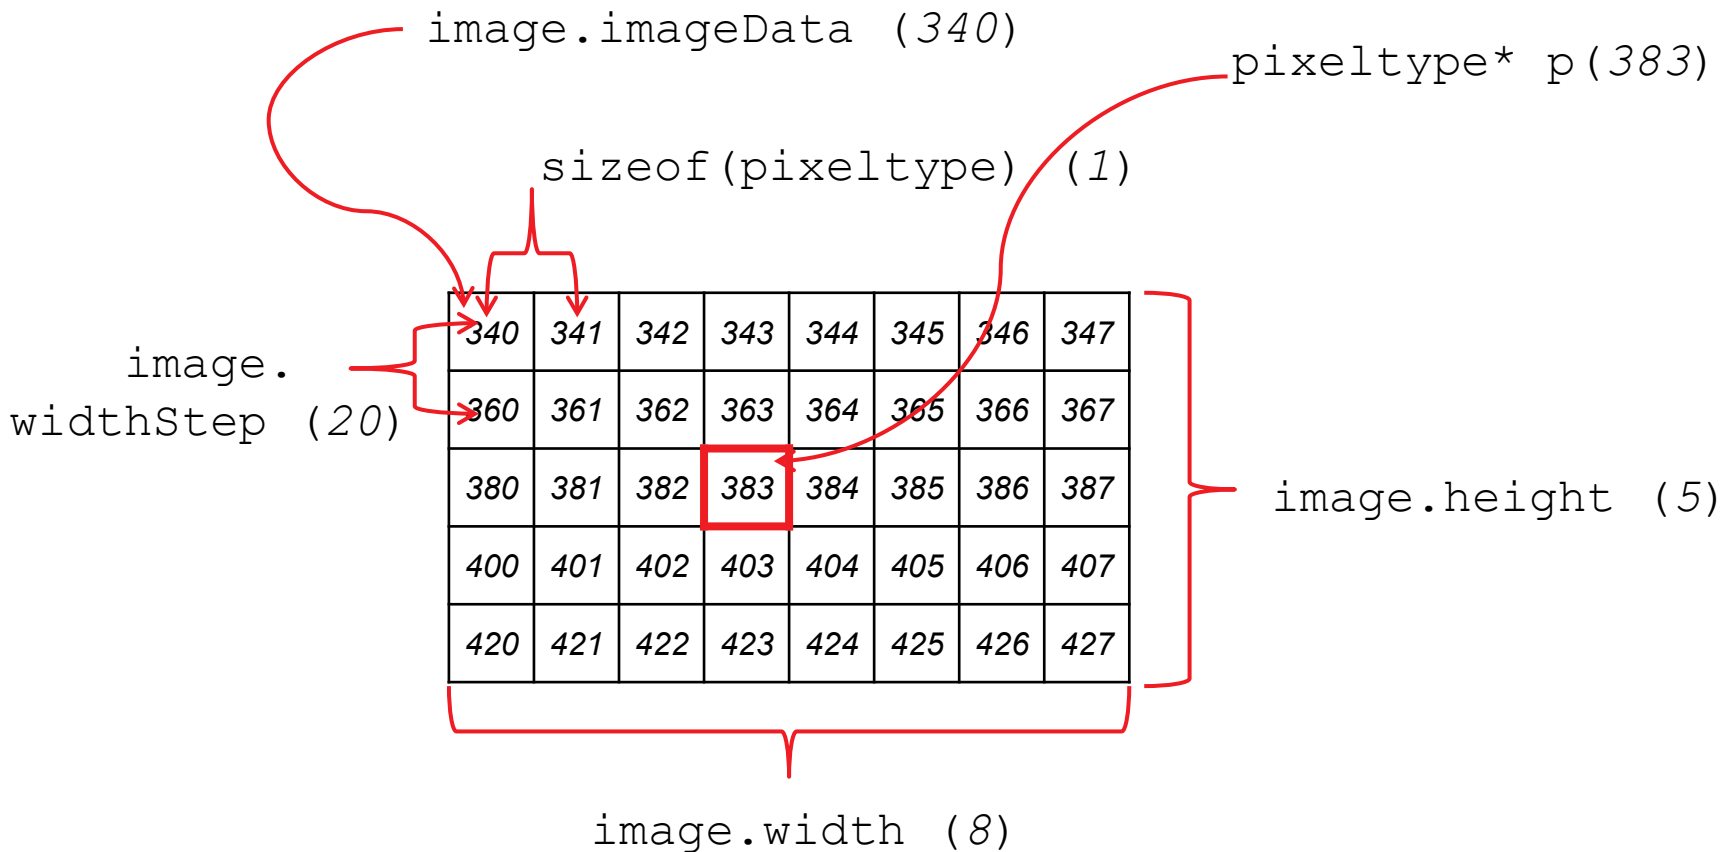 image.imageData (340)
pixeltype* p(383)
sizeof(pixeltype) (1)
340 341 342 343 344 345 346 347
image.
widthStep (20)
360 361 362 363 364 365 366 367
380 381 382 383 384 385 386 387
image.height (5)
400 401 402 403 404 405 406 407
420 421 422 423 424 425 426 427
image.width (8)